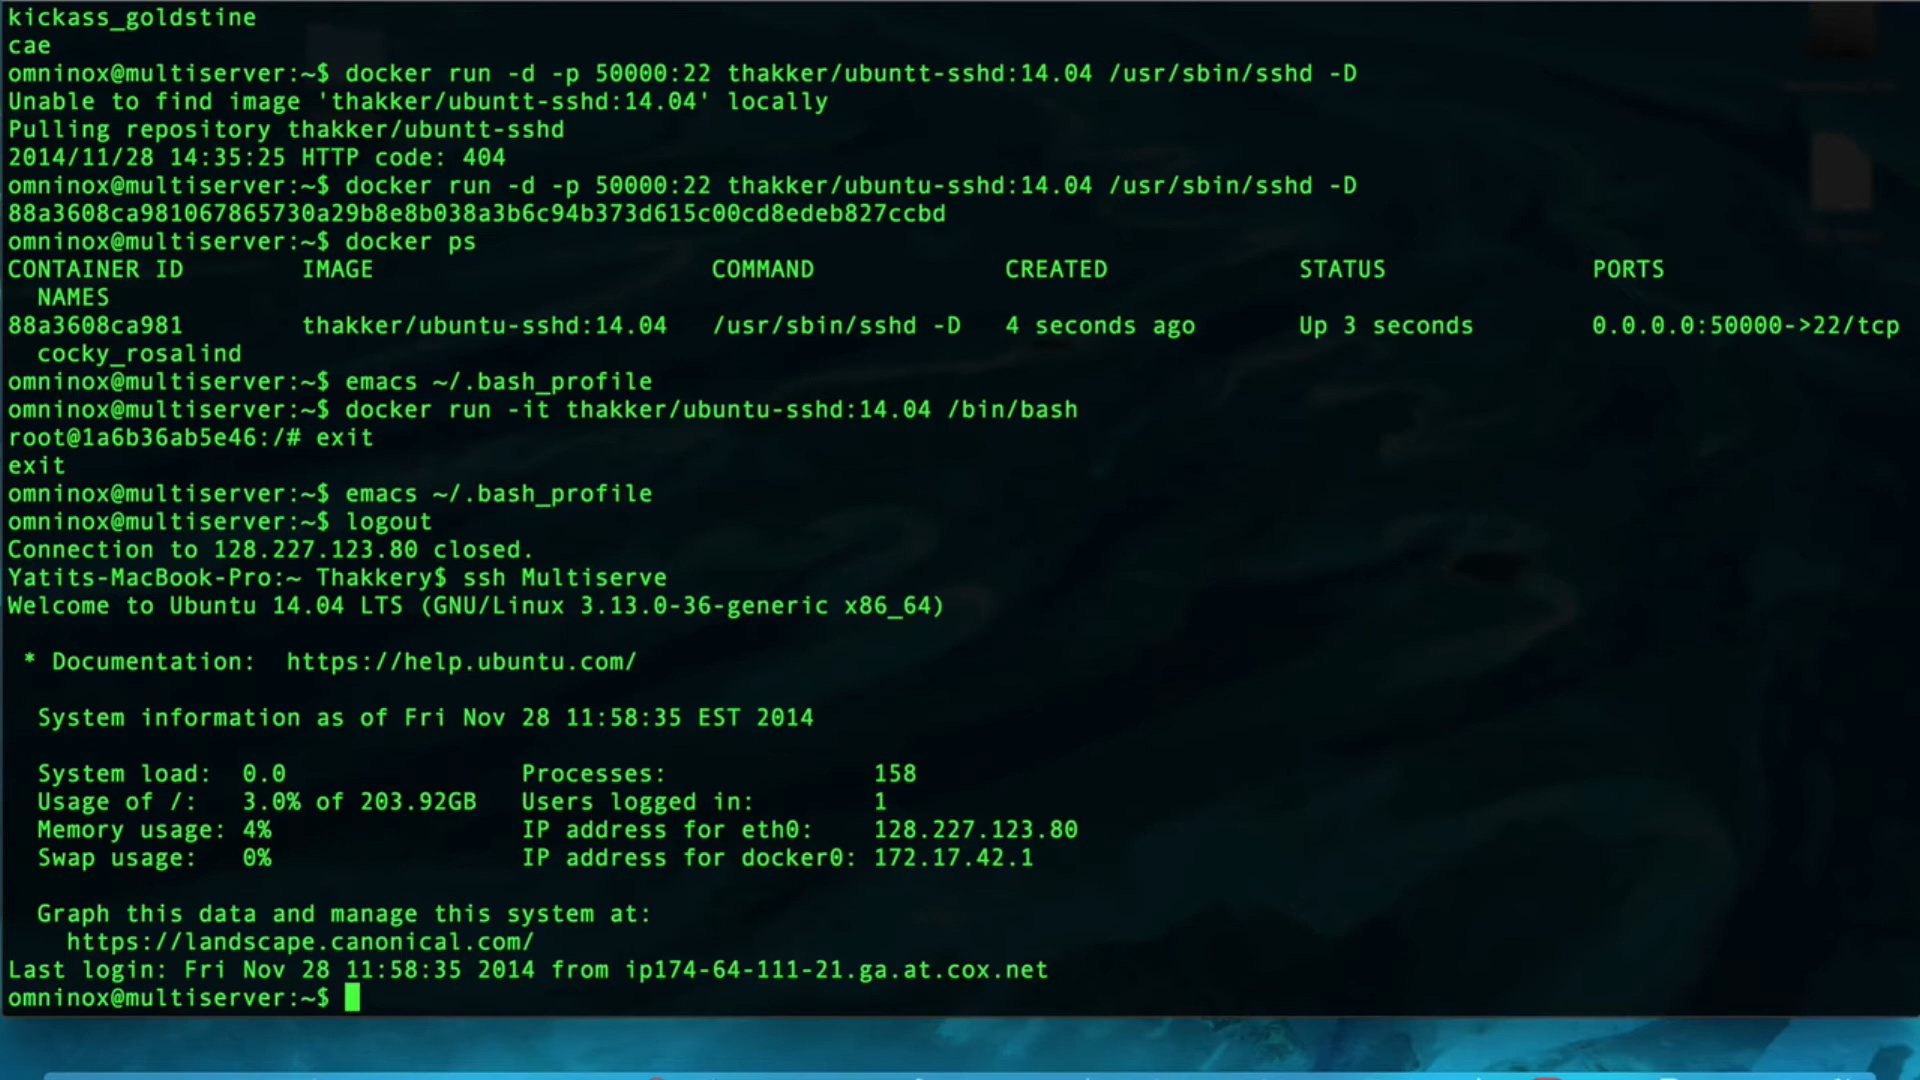 kickass_goldstine
cae
omninox@multiserver:~$ docker run -d -p 50000:22 thakker/ubuntt-sshd:14.04 /usr/sbin/sshd -D
Unable to find image 'thakker/ubuntt-sshd:14.04' locally
Pulling repository thakker/ubuntt-sshd
2014/11/28 14:35:25 HTTP code: 404
omninox@multiserver:~$ docker run -d -p 50000:22 thakker/ubuntu-sshd:14.04 /usr/sbin/sshd -D
88a3608ca981067865730a29b8e8b038a3b6c94b373d615c00cd8edeb827ccbd
omninox@multiserver:~$ docker ps
CONTAINER ID        IMAGE                       COMMAND             CREATED             STATUS              PORTS
  NAMES
88a3608ca981        thakker/ubuntu-sshd:14.04   /usr/sbin/sshd -D   4 seconds ago       Up 3 seconds        0.0.0.0:50000->22/tcp
  cocky_rosalind
omninox@multiserver:~$ emacs ~/.bash_profile
omninox@multiserver:~$ docker run -it thakker/ubuntu-sshd:14.04 /bin/bash
root@1a6b36ab5e46:/# exit
exit
omninox@multiserver:~$ emacs ~/.bash_profile
omninox@multiserver:~$ logout
Connection to 128.227.123.80 closed.
Yatits-MacBook-Pro:~ Thakkery$ ssh Multiserve
Welcome to Ubuntu 14.04 LTS (GNU/Linux 3.13.0-36-generic x86_64)
 * Documentation:  https://help.ubuntu.com/
  System information as of Fri Nov 28 11:58:35 EST 2014
  System load:  0.0                Processes:              158
  Usage of /:   3.0% of 203.92GB   Users logged in:        1
  Memory usage: 4%                 IP address for eth0:    128.227.123.80
  Swap usage:   0%                 IP address for docker0: 172.17.42.1
  Graph this data and manage this system at:
    https://landscape.canonical.com/
Last login: Fri Nov 28 11:58:35 2014 from ip174-64-111-21.ga.at.cox.net
omninox@multiserver:~$